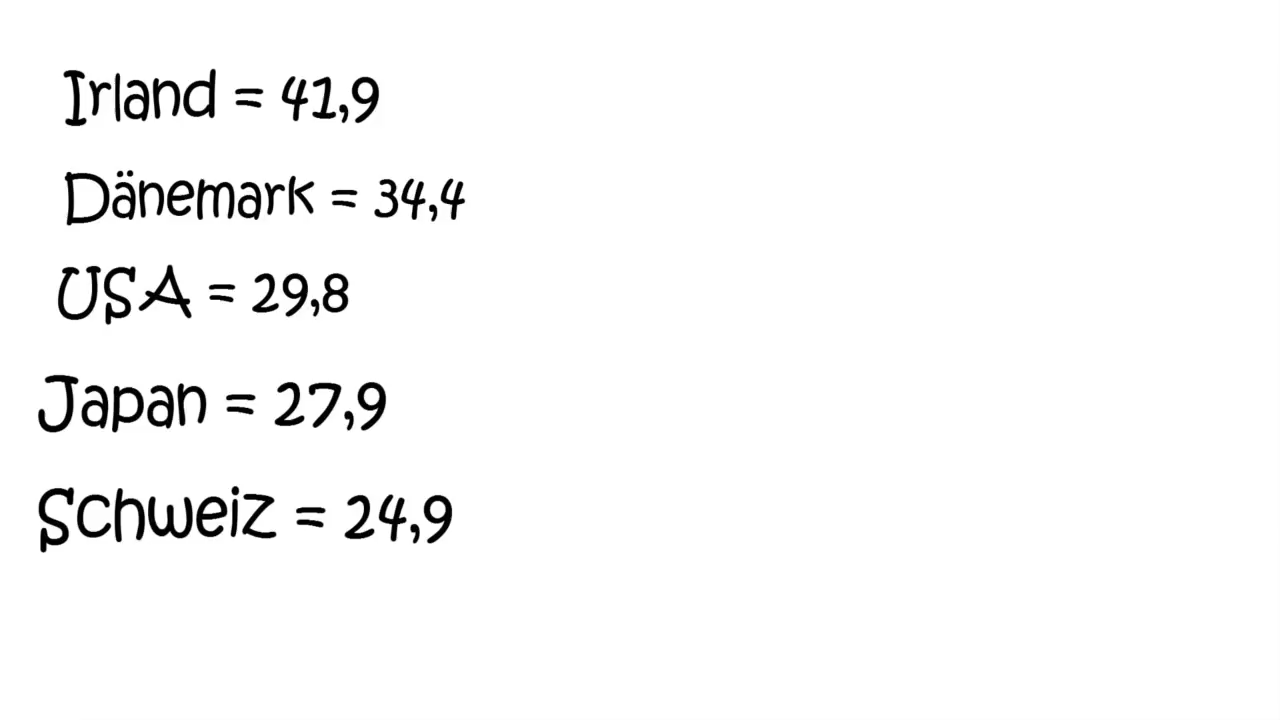 Irland = 41,9
Dänemark = 34,4
USA = 29,8
Japan = 27,9
Schweiz = 24,9